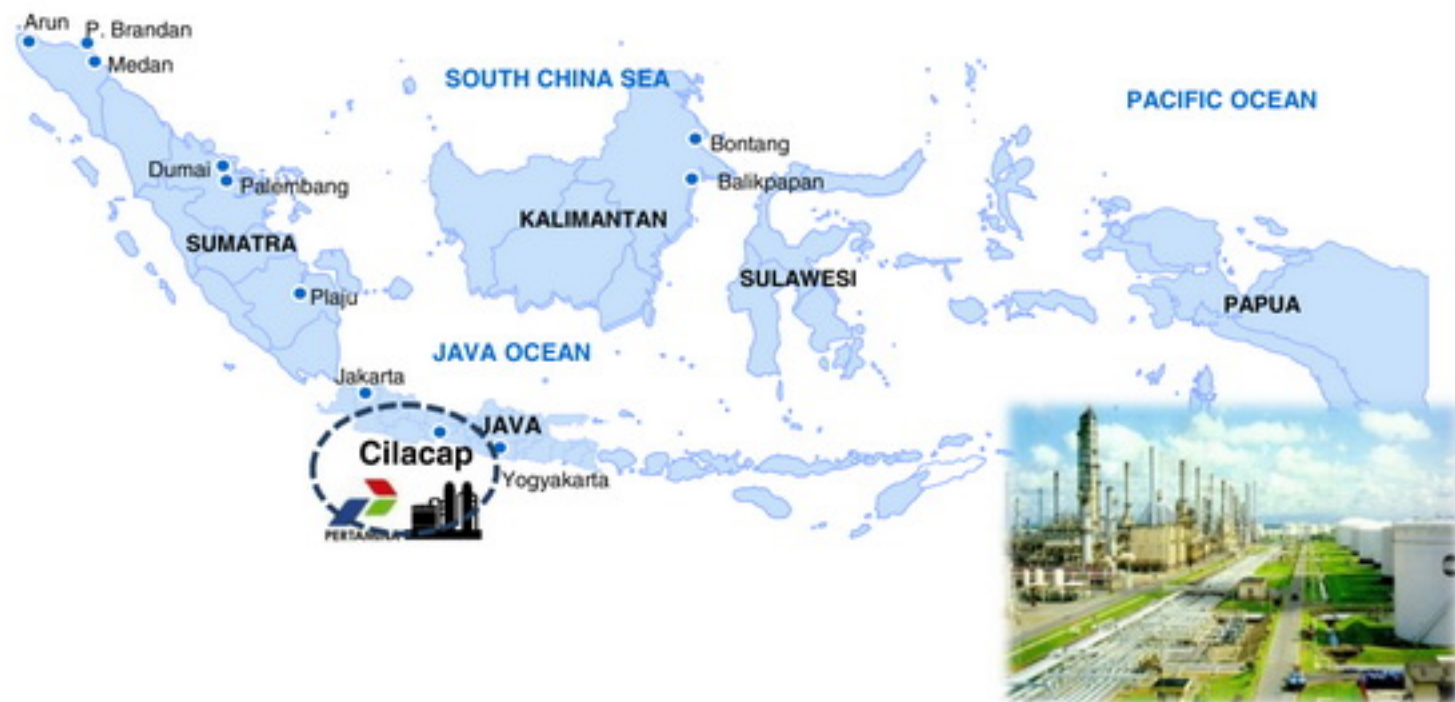 Arun
P. Brandan
Medan
SOUTH CHINA SEA
PACIFIC OCEAN
Bontang
Dumai
Palembang
Balikpapan
KALIMANTAN
SUMATRA
SULAWESI
Plaju
PAPUA
JAVA OCEAN
Jakarta
JAVA
Cilacap
Yogyakarta